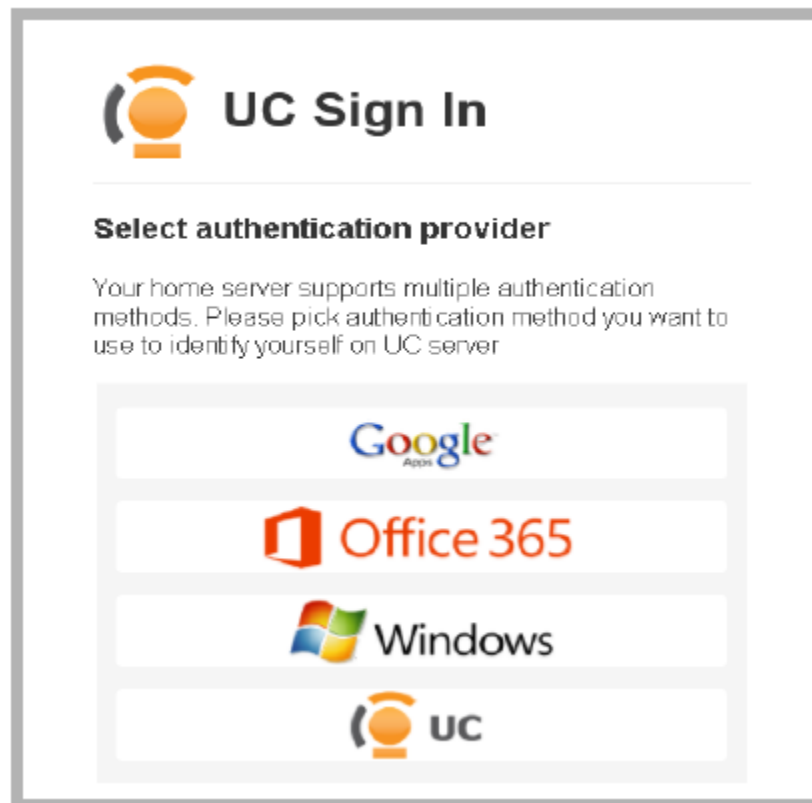 UC Sign In
Select authentication provider
Your home server supports multiple authentication
methods. Please pick authentication method you want to
use to identify yourself on UC server
Google
Apps
Office 365
Windows
UC